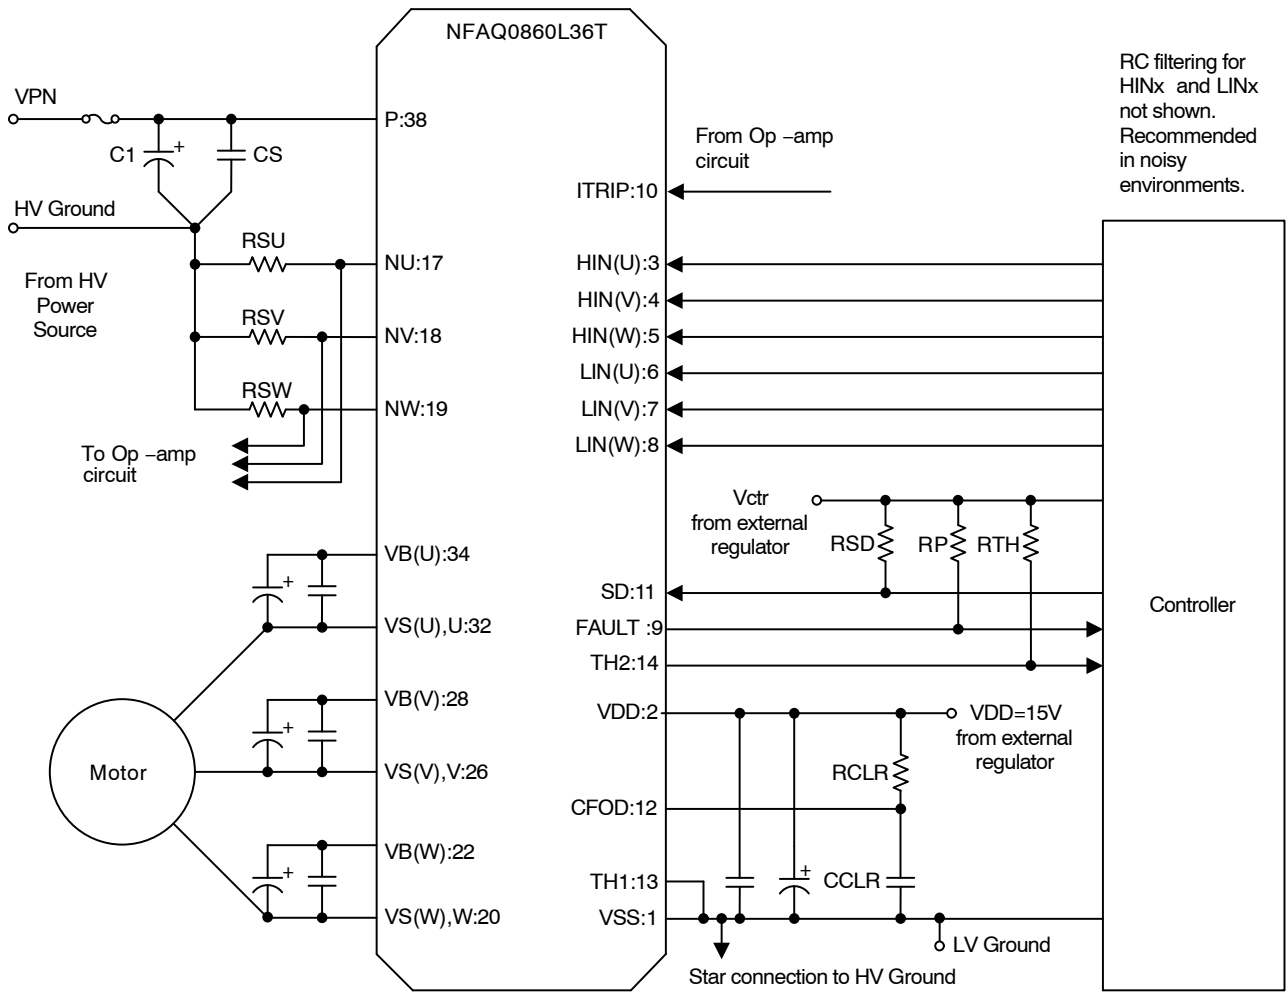 NFAQ0860L36T
VPN
P:38
C1
+
CS
HV Ground
From HV
Power
Source
RSU
NU:17
RSV
NV:18
RSW
NW:19
To Op –amp
circuit
VB(U):34
+
VS(U),U:32
VB(V):28
+
VS(V),V:26
Motor
VB(W):22
+
VS(W),W:20
From Op –amp
circuit
ITRIP:10
HIN(U):3
HIN(V):4
HIN(W):5
LIN(U):6
LIN(V):7
LIN(W):8
Vctr
from external
regulator
RSD
RP
RTH
SD:11
FAULT :9
TH2:14
VDD:2
VDD=15V
from external
regulator
RCLR
CFOD:12
TH1:13
+
CCLR
VSS:1
LV Ground
Star connection to HV Ground
RC filtering for
HINx and LINx
not shown.
Recommended
in noisy
environments.
Controller